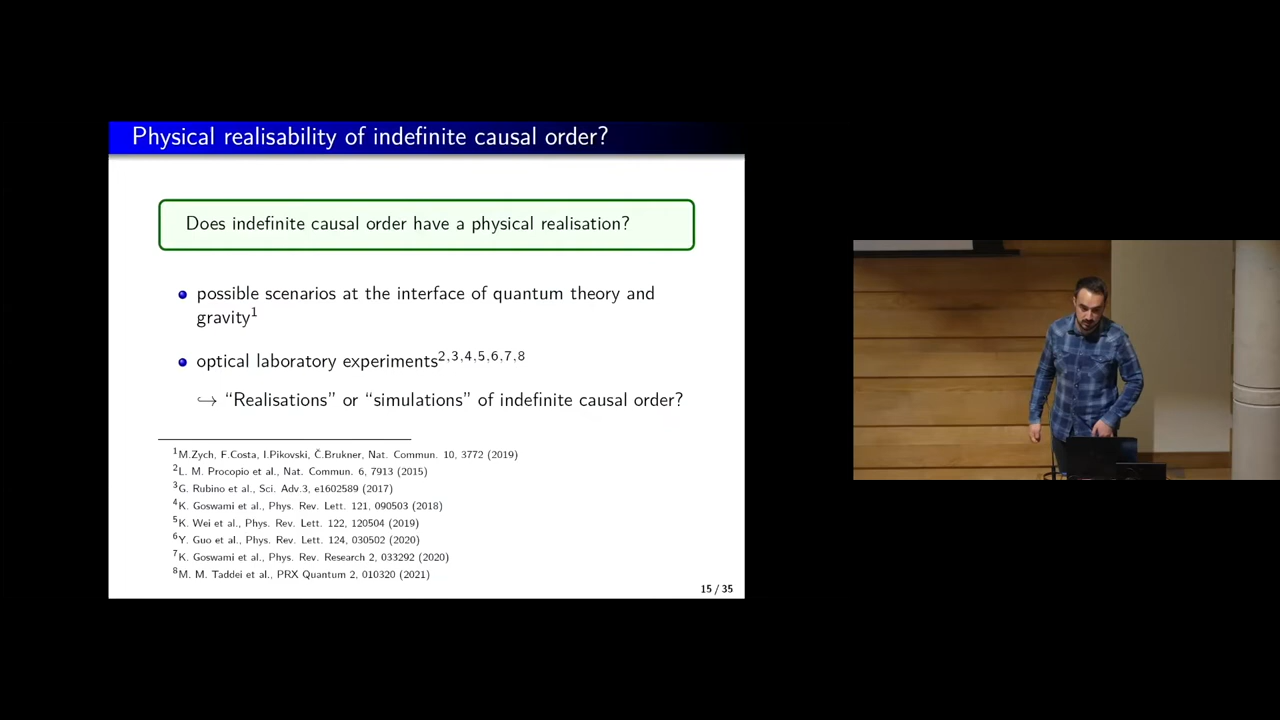 Physical realisability of indefinite causal order?
Does indefinite causal order have a physical realisation?
possible scenarios at the interface of quantum theory and
gravity1
optical laboratory experiments2,3,4,5,6,7,8
↪ “Realisations” or “simulations” of indefinite causal order?
1M.Zych, F.Costa, I.Pikovski, Č.Brukner, Nat. Commun. 10, 3772 (2019)
2L. M. Procopio et al., Nat. Commun. 6, 7913 (2015)
3G. Rubino et al., Sci. Adv.3, e1602589 (2017)
4K. Goswami et al., Phys. Rev. Lett. 121, 090503 (2018)
5K. Wei et al., Phys. Rev. Lett. 122, 120504 (2019)
6Y. Guo et al., Phys. Rev. Lett. 124, 030502 (2020)
7K. Goswami et al., Phys. Rev. Research 2, 033292 (2020)
8M. M. Taddei et al., PRX Quantum 2, 010320 (2021)
15 / 35